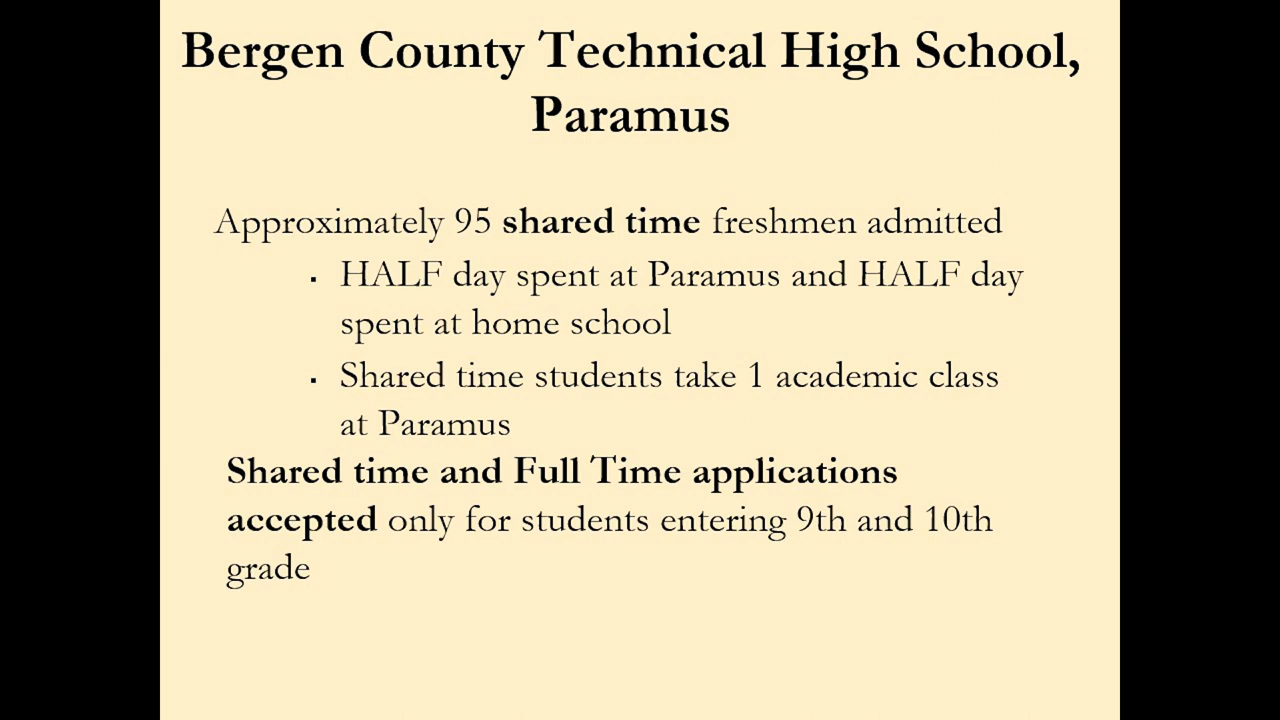 Bergen County Technical High School,
Paramus
Approximately 95 shared time freshmen admitted
▪ HALF day spent at Paramus and HALF day
spent at home school
▪ Shared time students take 1 academic class
at Paramus
Shared time and Full Time applications
accepted only for students entering 9th and 10th
grade